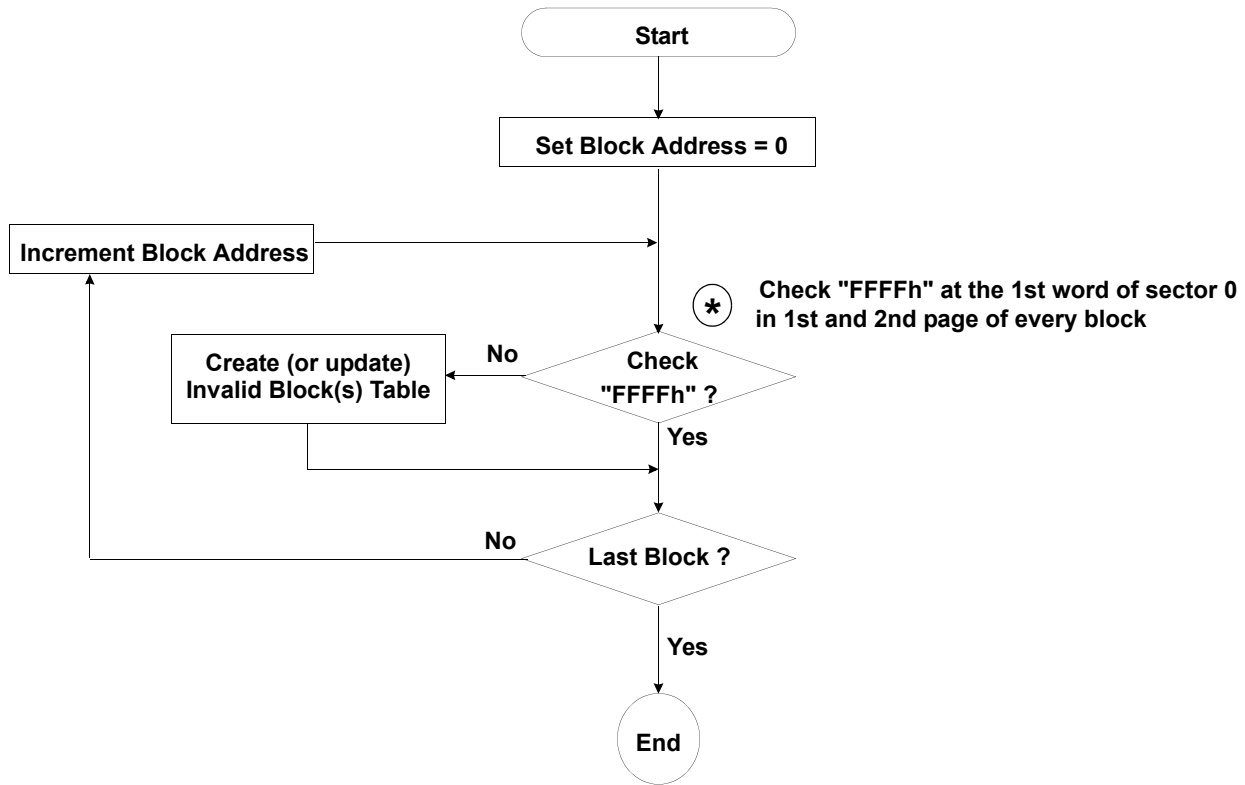 Start
Set Block Address = 0
Increment Block Address
*
Check "FFFFh" at the 1st word of sector 0
in 1st and 2nd page of every block
Create (or update)
Invalid Block(s) Table
No
Check
"FFFFh" ?
Yes
No
Last Block ?
Yes
End